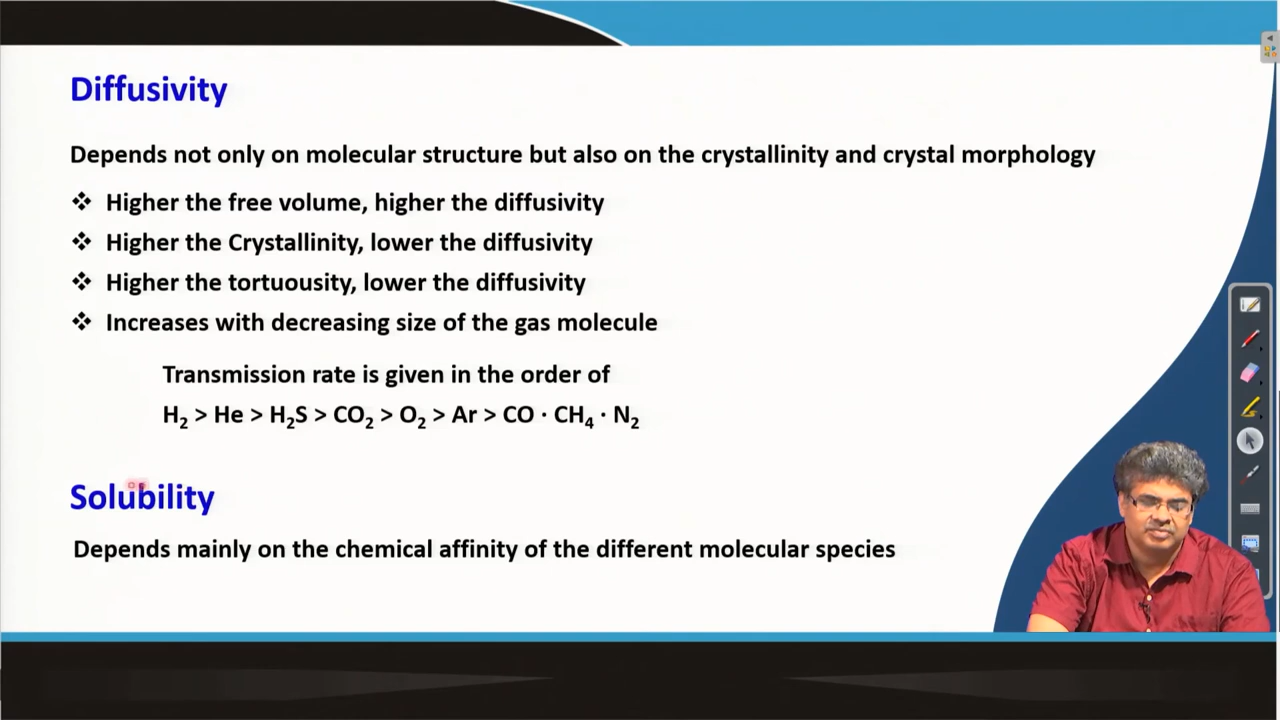 Diffusivity
Depends not only on molecular structure but also on the crystallinity and crystal morphology
❖ Higher the free volume, higher the diffusivity
❖ Higher the Crystallinity, lower the diffusivity
❖ Higher the tortuousity, lower the diffusivity
❖ Increases with decreasing size of the gas molecule
Transmission rate is given in the order of
H₂ > He > H₂S > CO₂ > O₂ > Ar > CO · CH₄ · N₂
Solubility
Depends mainly on the chemical affinity of the different molecular species